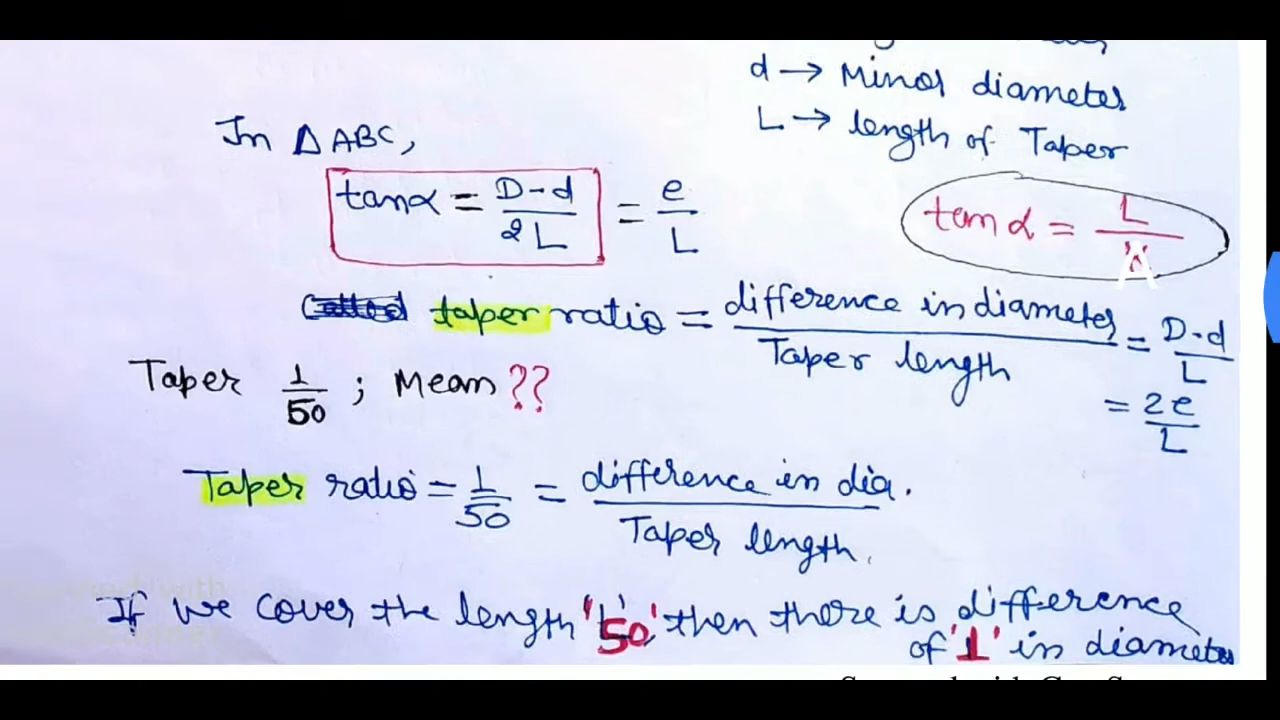 d → Minor diameter
L → length of Taper
In Δ ABC,
tanα = D-d / 2L = e / L
tan α = L / A
taper ratio = difference in diameter / Taper length = D-d / L
= 2e / L
Taper 1/50 ; Mean ??
Taper ratio = 1/50 = difference in dia. / Taper length.
If we cover the length '50' then there is difference
of '1' in diameter